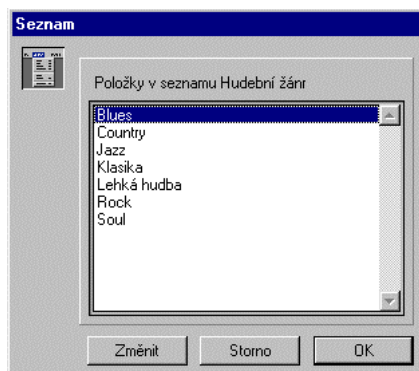 Seznam
Položky v seznamu Hudební žánr
Blues
Country
Jazz
Klasika
Lehká hudba
Rock
Soul
Změnit
Storno
OK